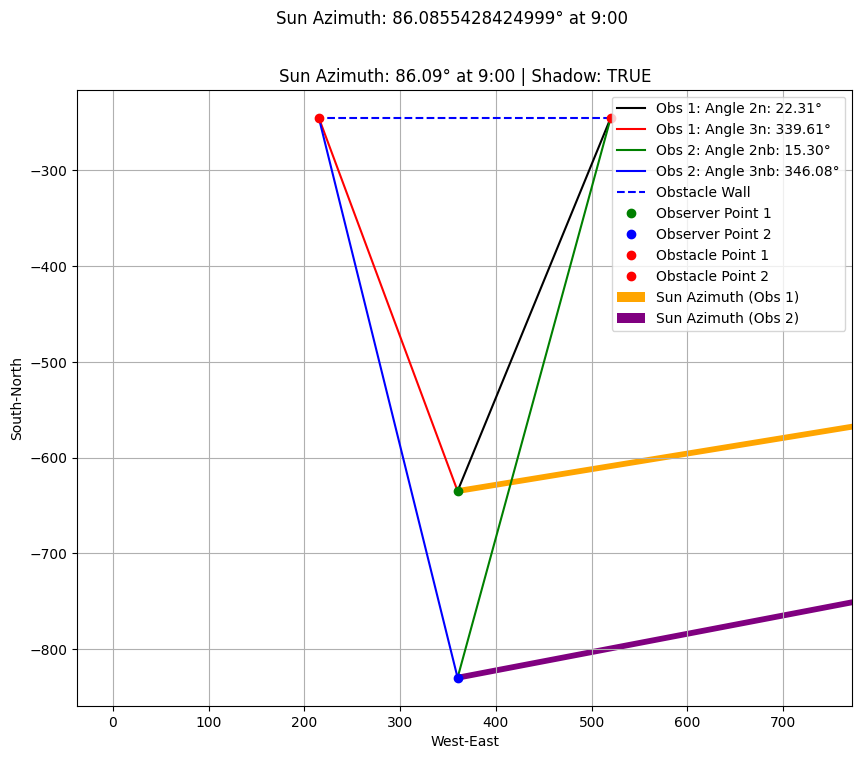 Sun Azimuth: 86.0855428424999° at 9:00
Sun Azimuth: 86.09° at 9:00 | Shadow: TRUE
Obs 1: Angle 2n: 22.31°
Obs 1: Angle 3n: 339.61°
Obs 2: Angle 2nb: 15.30°
Obs 2: Angle 3nb: 346.08°
Obstacle Wall
Observer Point 1
Observer Point 2
Obstacle Point 1
Obstacle Point 2
Sun Azimuth (Obs 1)
Sun Azimuth (Obs 2)
South-North
−300
−400
−500
−600
−700
−800
0 100 200 300 400 500 600 700
West-East